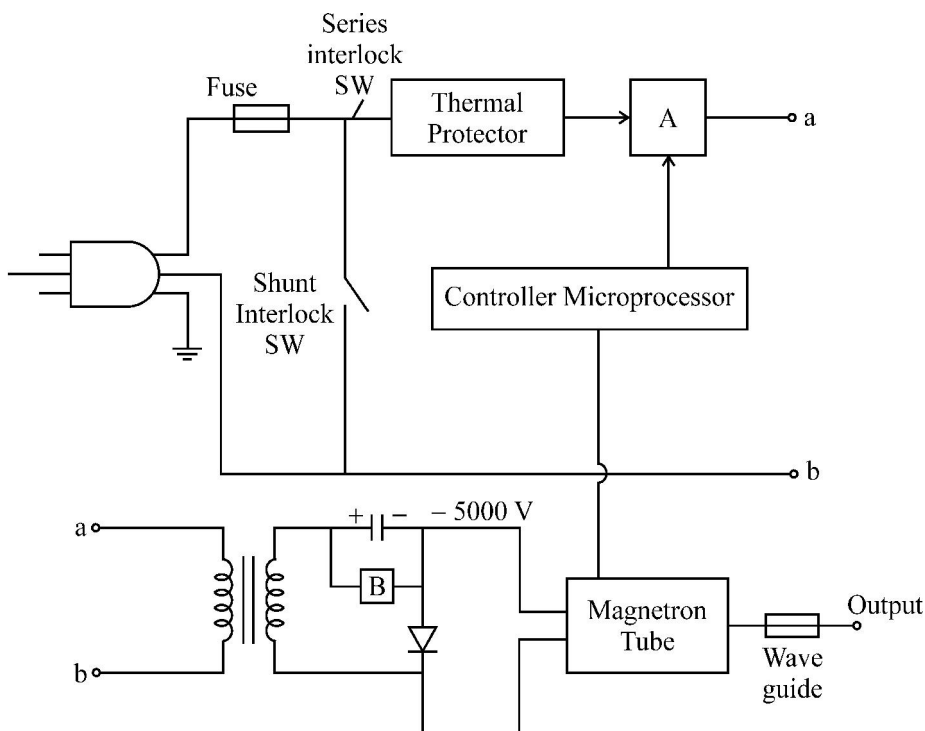 Series
interlock
SW
Fuse
Thermal
Protector
A
a
Shunt
Interlock
SW
Controller Microprocessor
b
a
+ − − 5000 V
B
Magnetron
Tube
Output
Wave
guide
b